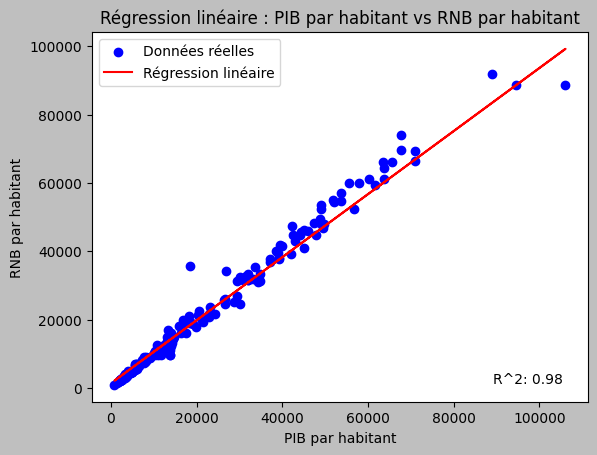 Régression linéaire : PIB par habitant vs RNB par habitant
100000
80000
60000
40000
20000
0
RNB par habitant
Données réelles
Régression linéaire
R^2: 0.98
0 20000 40000 60000 80000 100000
PIB par habitant